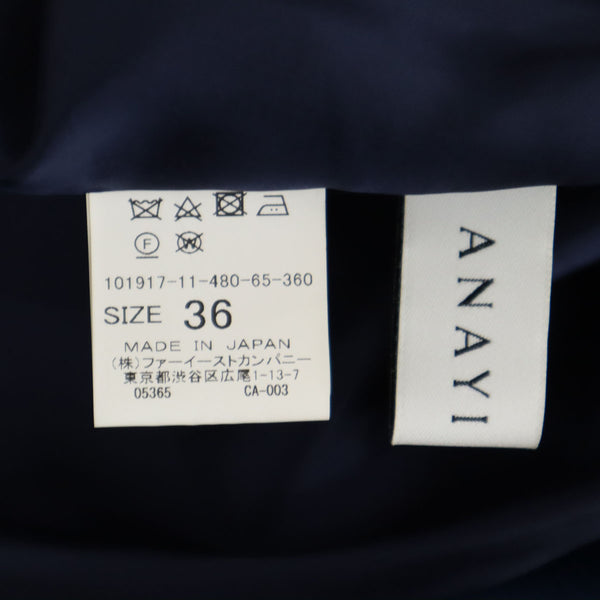 F W
101917-11-480-65-360
SIZE 36
MADE IN JAPAN
(株)ファーイーストカンパニー
東京都渋谷区広尾1-13-7
05365 CA-003
ANAYI